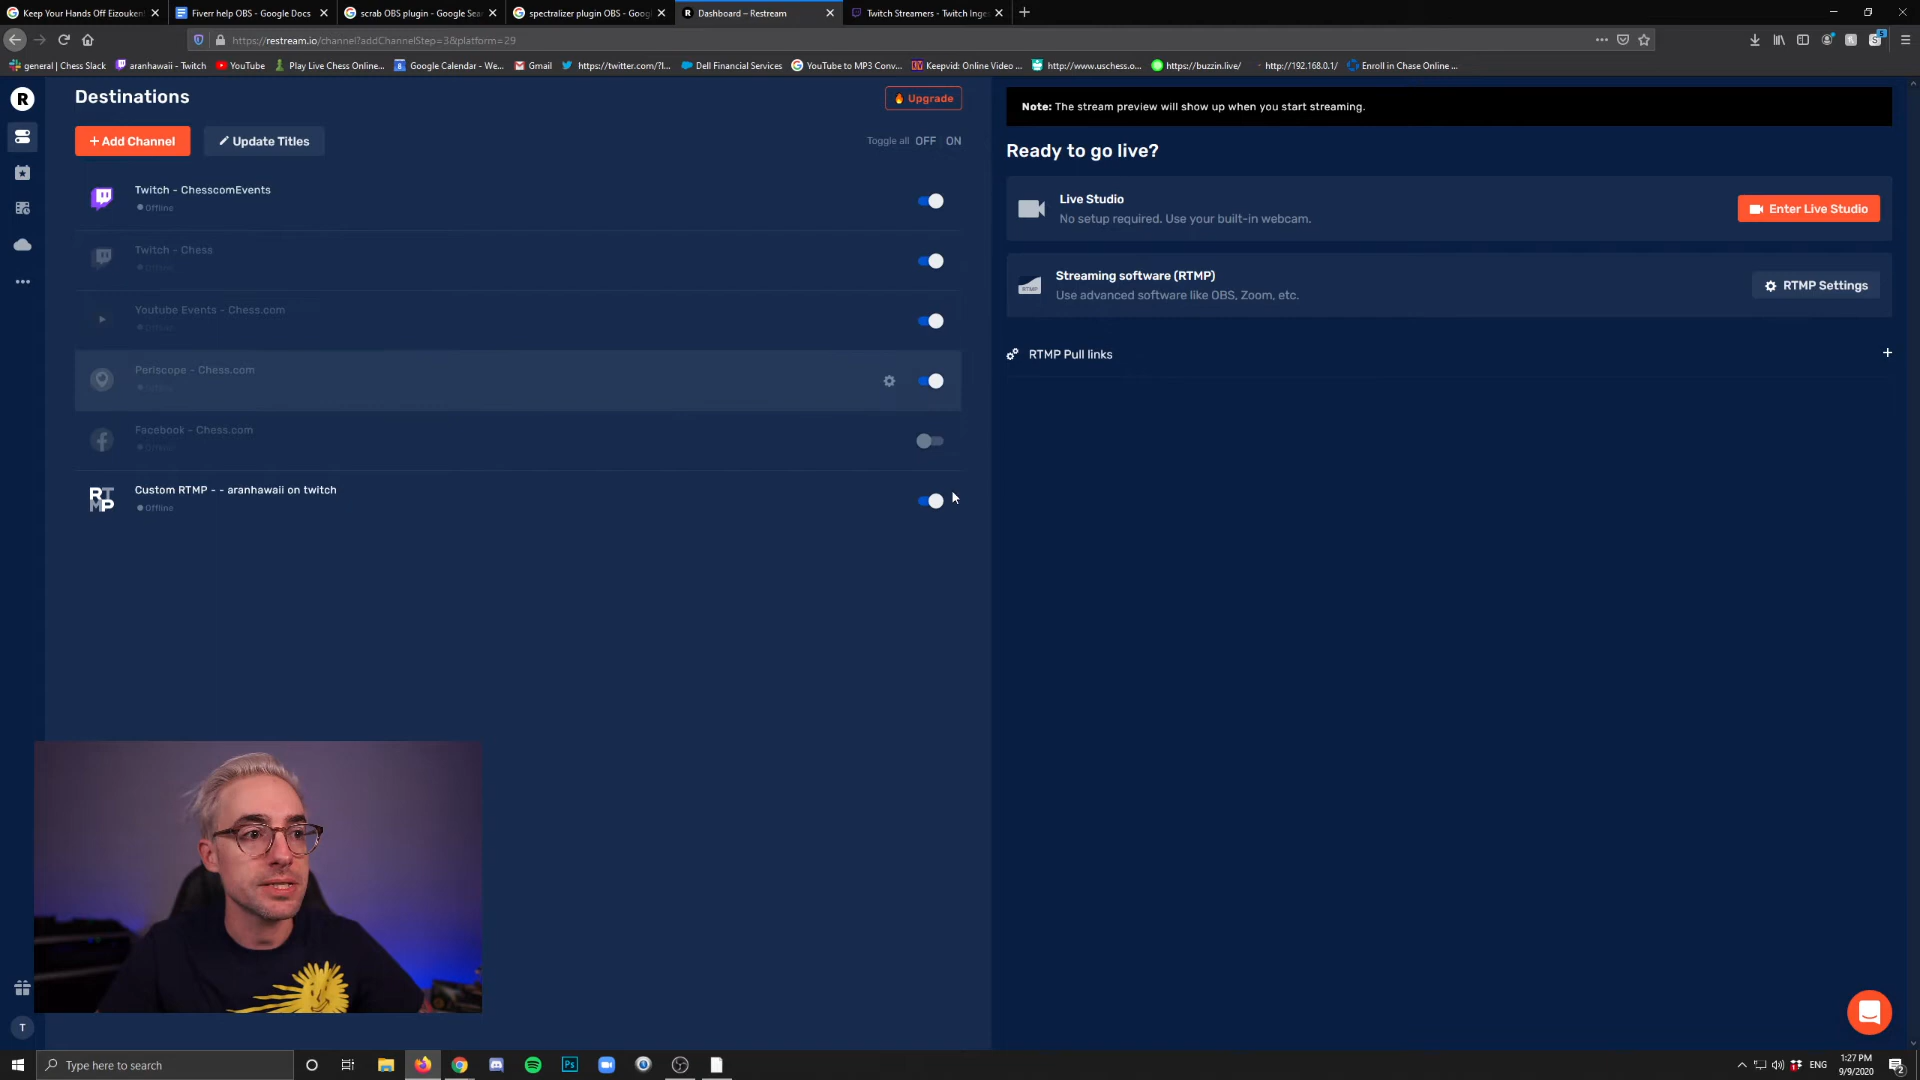 Keep Your Hands Off Eizouken
Fiverr help OBS - Google Docs
scrab OBS plugin - Google Sea
spectralizer plugin OBS - Goog
Dashboard – Restream
Twitch Streamers - Twitch Inge
https://restream.io/channel?addChannelStep=3&platform=29
general | Chess Slack
aranhawaii - Twitch
YouTube
Play Live Chess Online...
Google Calendar - We...
Gmail
https://twitter.com/?l...
Dell Financial Services
YouTube to MP3 Conv...
Keepvid: Online Video ...
http://www.uschess.o...
https://buzzin.live/
http://192.168.0.1/
Enroll in Chase Online ...
R
Destinations
Upgrade
+ Add Channel
Update Titles
Toggle all OFF ON
Twitch - ChesscomEvents
Offline
Twitch - Chess
Offline
Youtube Events - Chess.com
Offline
Periscope - Chess.com
Offline
Facebook - Chess.com
Offline
RTMP
Custom RTMP - - aranhawaii on twitch
Offline
Note: The stream preview will show up when you start streaming.
Ready to go live?
Live Studio
No setup required. Use your built-in webcam.
Enter Live Studio
RTMP
Streaming software (RTMP)
Use advanced software like OBS, Zoom, etc.
RTMP Settings
RTMP Pull links
+
T
Type here to search
Ps
ENG
1:27 PM
9/9/2020
2